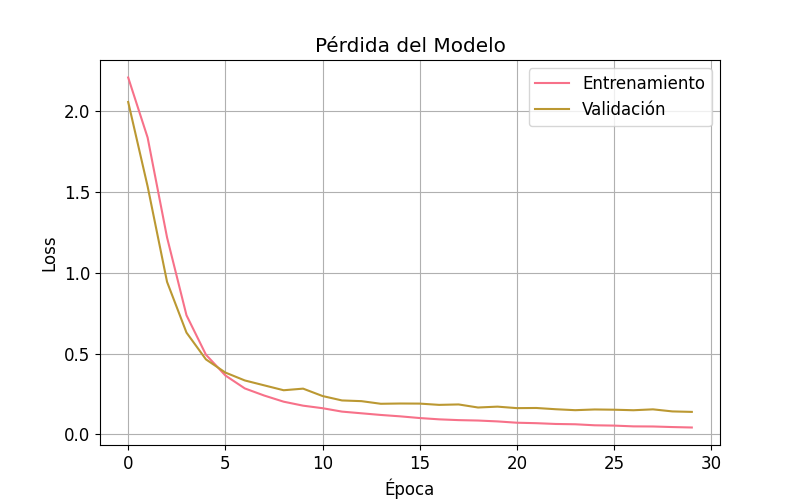 Pérdida del Modelo
Entrenamiento
Validación
Loss
2.0
1.5
1.0
0.5
0.0
0 5 10 15 20 25 30
Época